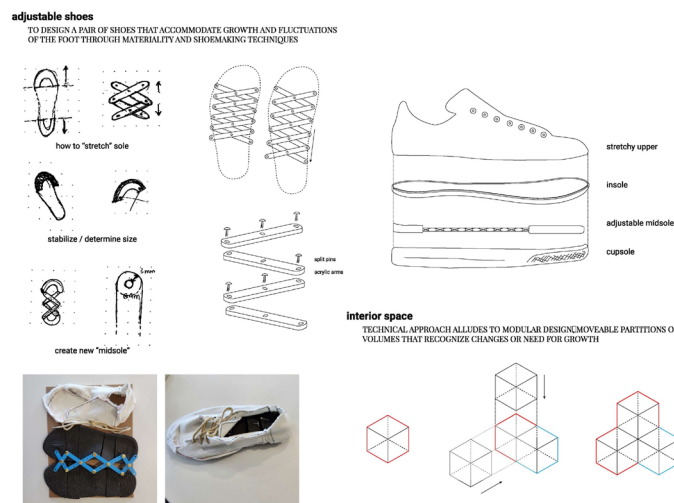 adjustable shoes
TO DESIGN A PAIR OF SHOES THAT ACCOMMODATE GROWTH AND FLUCTUATIONS
OF THE FOOT THROUGH MATERIALITY AND SHOEMAKING TECHNIQUES
how to "stretch" sole
stabilize / determine size
5mm
8mm
create new "midsole"
split pins
acrylic arms
stretchy upper
insole
adjustable midsole
cupsole
interior space
TECHNICAL APPROACH ALLUDES TO MODULAR DESIGN;MOVEABLE PARTITIONS O
VOLUMES THAT RECOGNIZE CHANGES OR NEED FOR GROWTH